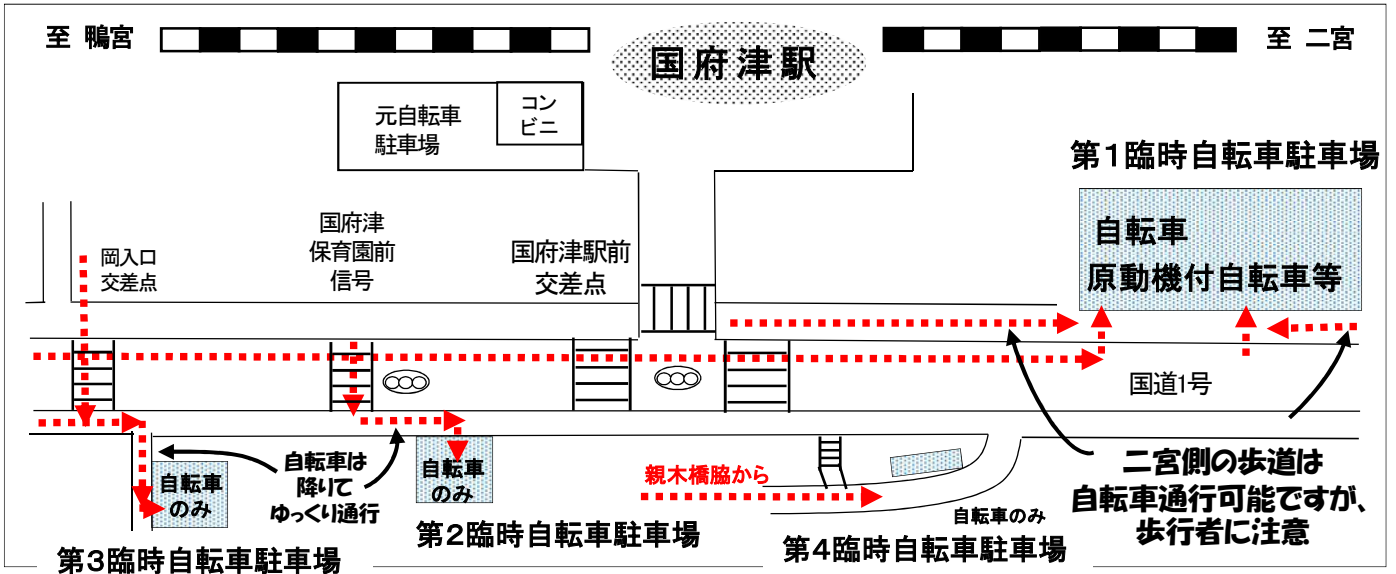 至 鴨宮
国府津駅
至 二宮
元自転車
駐車場
コン
ビニ
第1臨時自転車駐車場
自転車
原動機付自転車等
岡入口
交差点
国府津
保育園前
信号
国府津駅前
交差点
国道1号
自転車
のみ
自転車は
降りて
ゆっくり通行
自転車
のみ
親木橋脇から
自転車のみ
二宮側の歩道は
自転車通行可能ですが、
歩行者に注意
第3臨時自転車駐車場
第2臨時自転車駐車場
第4臨時自転車駐車場